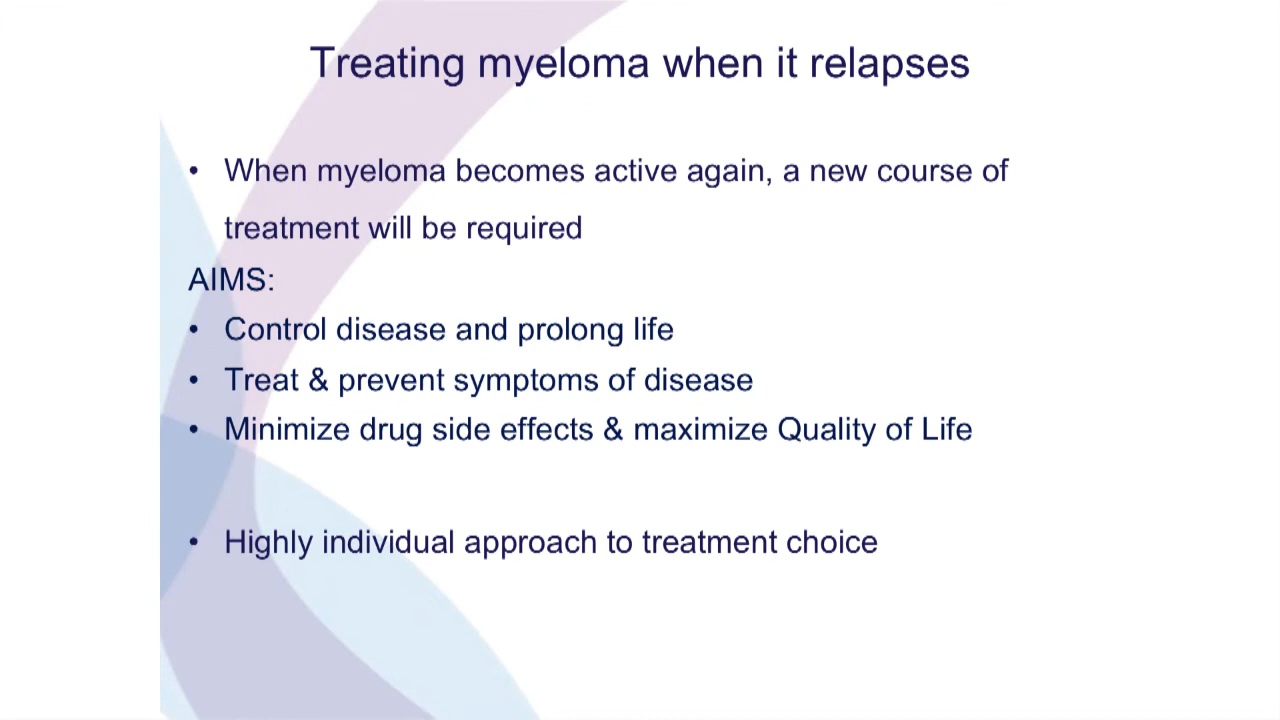 Treating myeloma when it relapses
• When myeloma becomes active again, a new course of
treatment will be required
AIMS:
• Control disease and prolong life
• Treat & prevent symptoms of disease
• Minimize drug side effects & maximize Quality of Life
• Highly individual approach to treatment choice